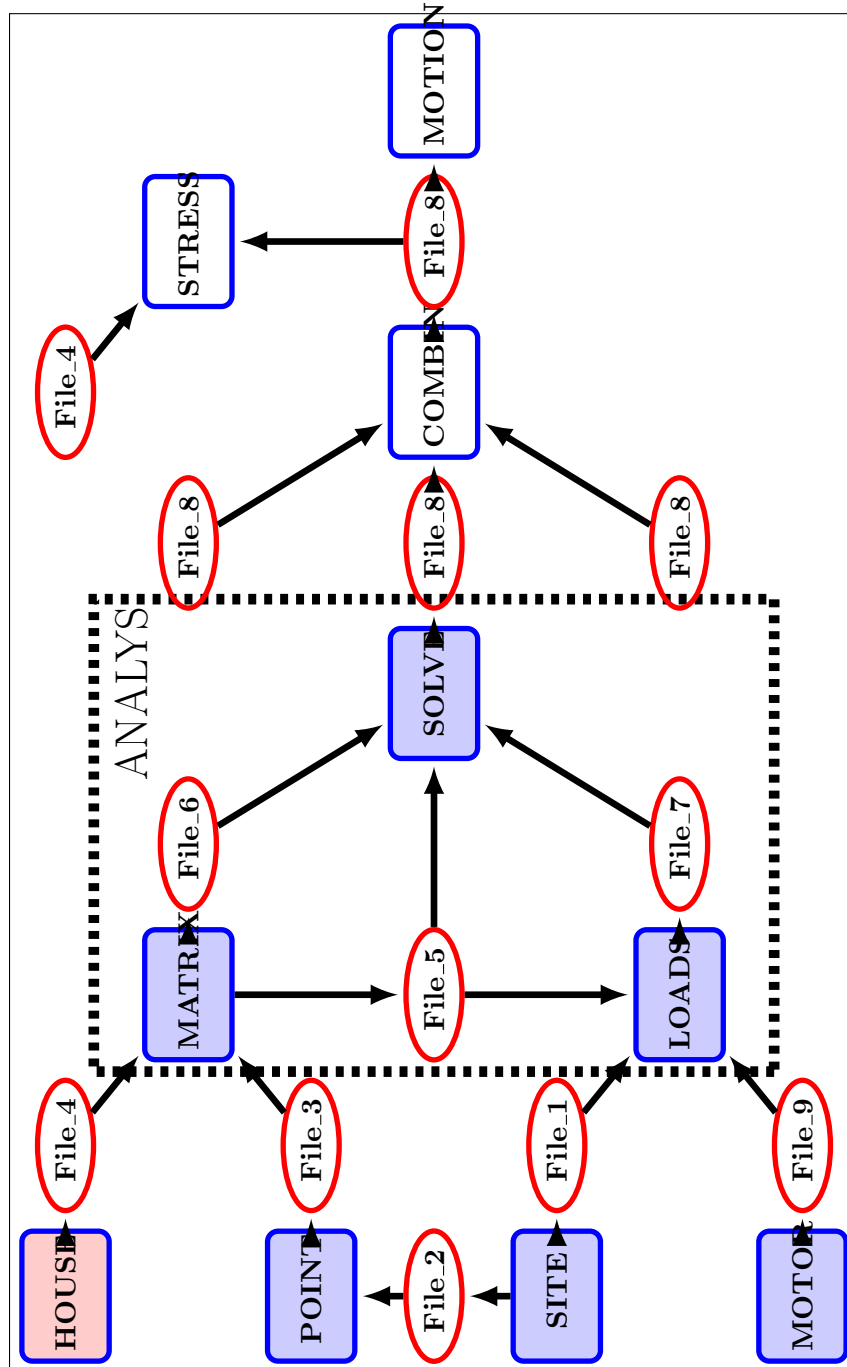 HOUSE
File_4
File_4
ANALYS
MATRIX
File_6
File_8
STRESS
POINT
File_3
File_2
File_5
SOLVE
File_8
COMBIN
File_8
MOTION
SITE
File_1
LOADS
File_7
File_8
MOTOR
File_9